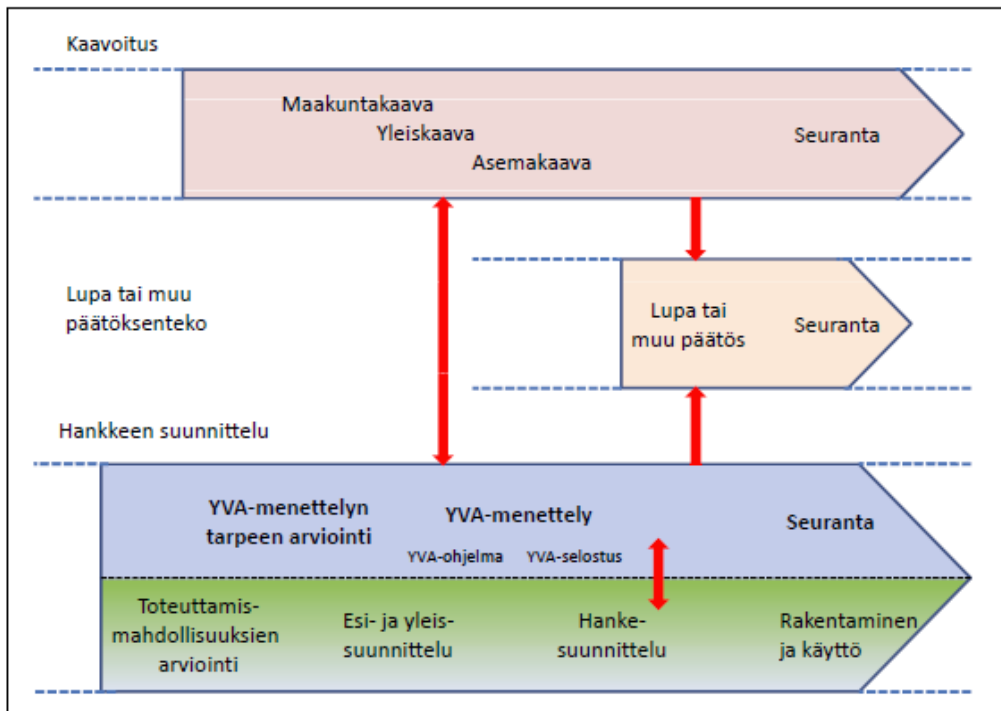 Kaavoitus
Maakuntakaava
Yleiskaava
Asemakaava
Seuranta
Lupa tai muu
päätöksenteko
Lupa tai
muu päätös
Seuranta
Hankkeen suunnittelu
YVA-menettelyn
tarpeen arviointi
YVA-menettely
YVA-ohjelma
YVA-selostus
Seuranta
Toteuttamis-
mahdollisuuksien
arviointi
Esi- ja yleis-
suunnittelu
Hanke-
suunnittelu
Rakentaminen
ja käyttö